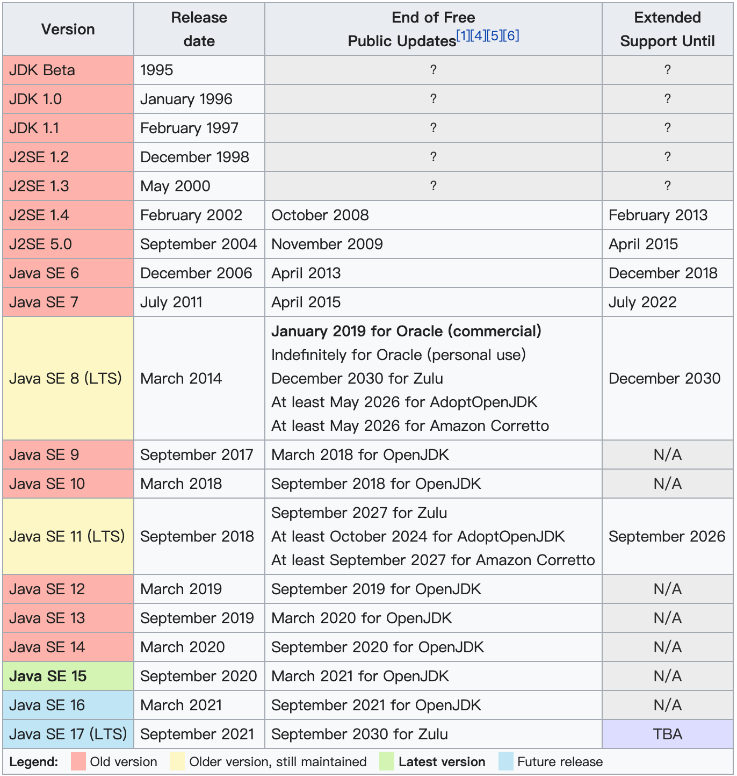 Version
Release
date
End of Free
Public Updates[1][4][5][6]
Extended
Support Until
JDK Beta 1995 ? ?
JDK 1.0 January 1996 ? ?
JDK 1.1 February 1997 ? ?
J2SE 1.2 December 1998 ? ?
J2SE 1.3 May 2000 ? ?
J2SE 1.4 February 2002 October 2008 February 2013
J2SE 5.0 September 2004 November 2009 April 2015
Java SE 6 December 2006 April 2013 December 2018
Java SE 7 July 2011 April 2015 July 2022
Java SE 8 (LTS) March 2014
January 2019 for Oracle (commercial)
Indefinitely for Oracle (personal use)
December 2030 for Zulu
At least May 2026 for AdoptOpenJDK
At least May 2026 for Amazon Corretto
December 2030
Java SE 9 September 2017 March 2018 for OpenJDK N/A
Java SE 10 March 2018 September 2018 for OpenJDK N/A
Java SE 11 (LTS) September 2018
September 2027 for Zulu
At least October 2024 for AdoptOpenJDK
At least September 2027 for Amazon Corretto
September 2026
Java SE 12 March 2019 September 2019 for OpenJDK N/A
Java SE 13 September 2019 March 2020 for OpenJDK N/A
Java SE 14 March 2020 September 2020 for OpenJDK N/A
Java SE 15 September 2020 March 2021 for OpenJDK N/A
Java SE 16 March 2021 September 2021 for OpenJDK N/A
Java SE 17 (LTS) September 2021 September 2030 for Zulu TBA
Legend: Old version Older version, still maintained Latest version Future release